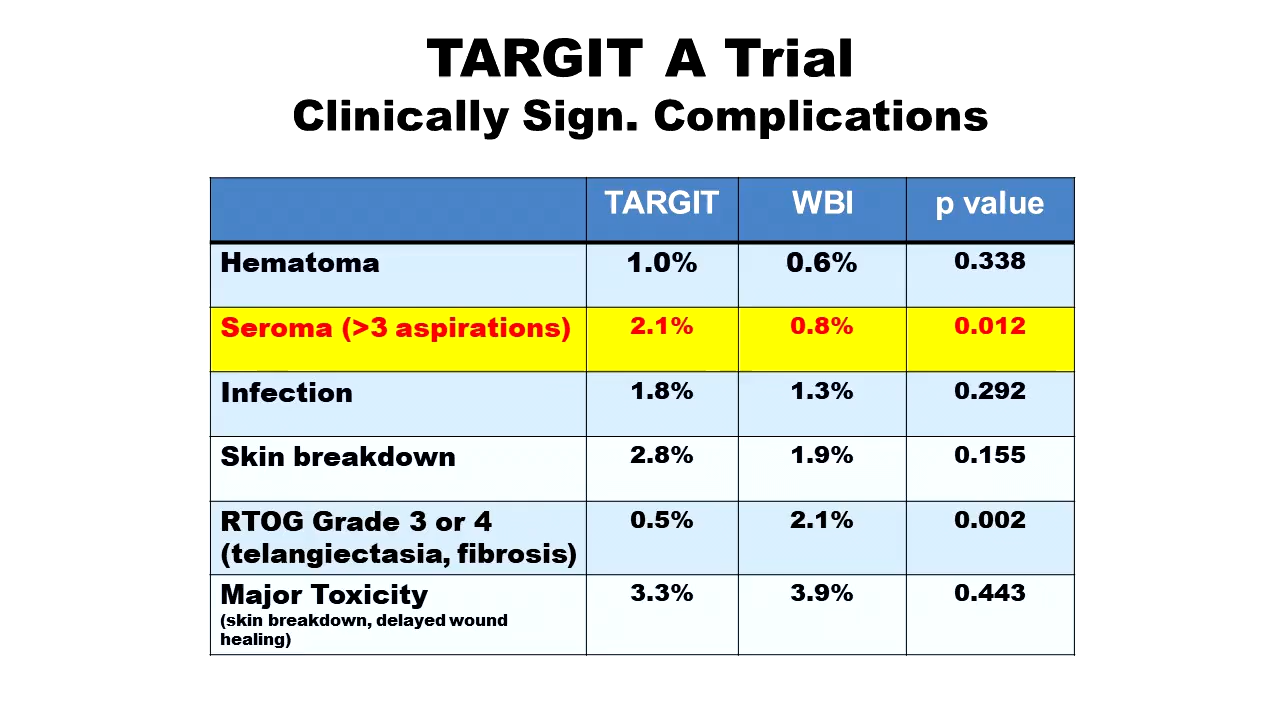 TARGIT A Trial
Clinically Sign. Complications
TARGIT WBI p value
Hematoma 1.0% 0.6% 0.338
Seroma (>3 aspirations) 2.1% 0.8% 0.012
Infection 1.8% 1.3% 0.292
Skin breakdown 2.8% 1.9% 0.155
RTOG Grade 3 or 4 0.5% 2.1% 0.002
(telangiectasia, fibrosis)
Major Toxicity 3.3% 3.9% 0.443
(skin breakdown, delayed wound
healing)